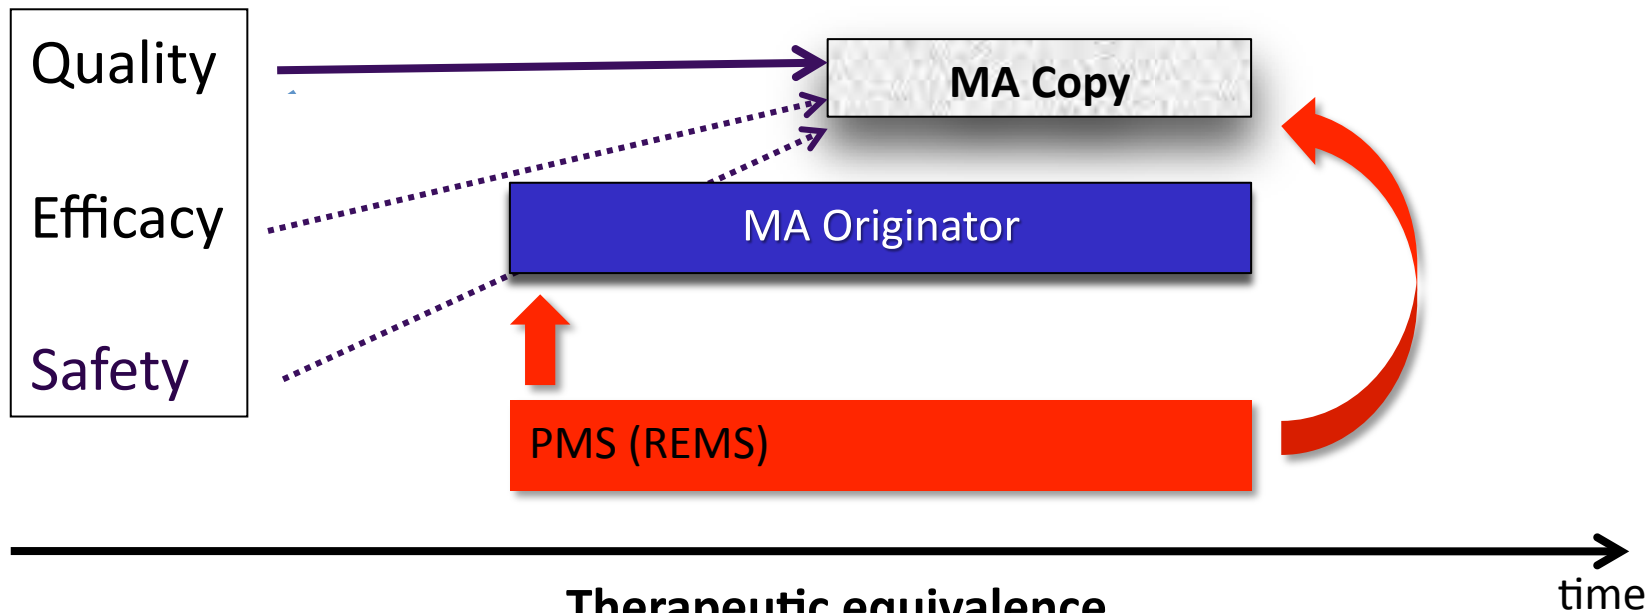 Quality
MA Copy
Efficacy
MA Originator
Safety
PMS (REMS)
time
Therapeutic equivalence